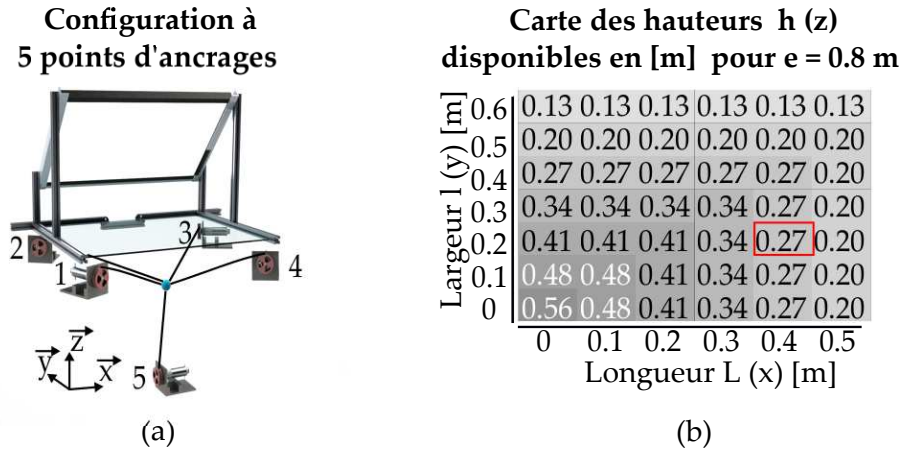 Configuration à
5 points d'ancrages
2
1
3
4
5
z
y
x
(a)
Carte des hauteurs h (z)
disponibles en [m] pour e = 0.8 m
Largeur l (y) [m]
0.6 0.13 0.13 0.13 0.13 0.13 0.13
0.5 0.20 0.20 0.20 0.20 0.20 0.20
0.4 0.27 0.27 0.27 0.27 0.27 0.20
0.3 0.34 0.34 0.34 0.34 0.27 0.20
0.2 0.41 0.41 0.41 0.34 0.27 0.20
0.1 0.48 0.48 0.41 0.34 0.27 0.20
0 0.56 0.48 0.41 0.34 0.27 0.20
0 0.1 0.2 0.3 0.4 0.5
Longueur L (x) [m]
(b)